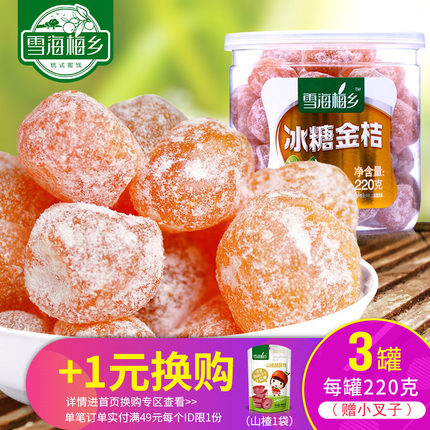 雪海梅乡
杭式蜜饯
雪海梅乡™
冰糖金桔
净含量:
220克
+1元换购
详情进首页换购专区查看>>
单笔订单实付满49元每个ID限1份
(山楂1袋)
3罐
每罐220克
(赠小叉子)